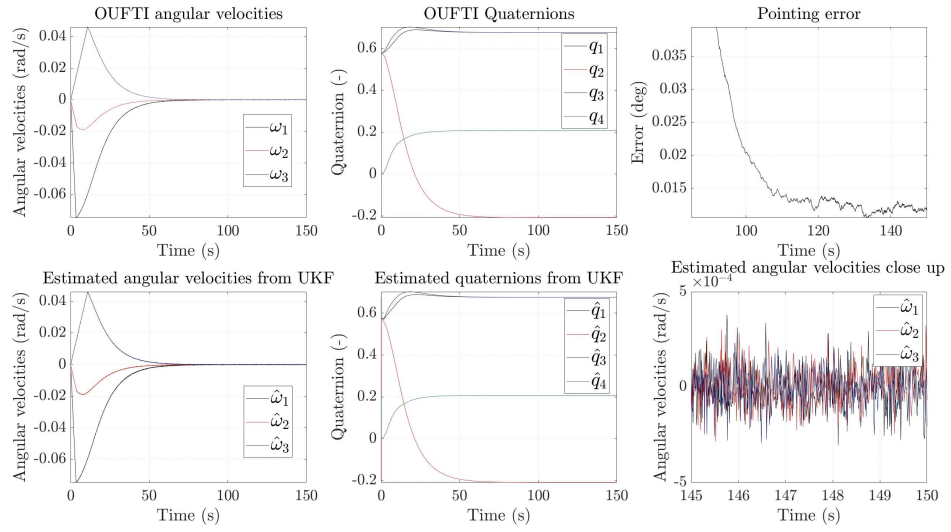 OUFTI angular velocities
Angular velocities (rad/s)
0.04
0.02
0
-0.02
-0.04
-0.06
ω1
ω2
ω3
0
50
100
150
Time (s)
OUFTI Quaternions
Quaternion (-)
0.6
0.4
0.2
0
-0.2
q1
q2
q3
q4
0
50
100
150
Time (s)
Pointing error
Error (deg)
0.035
0.03
0.025
0.02
0.015
100
120
140
Time (s)
Estimated angular velocities from UKF
Angular velocities (rad/s)
0.04
0.02
0
-0.02
-0.04
-0.06
ω̂1
ω̂2
ω̂3
0
50
100
150
Time (s)
Estimated quaternions from UKF
Quaternion (-)
0.6
0.4
0.2
0
-0.2
q̂1
q̂2
q̂3
q̂4
0
50
100
150
Time (s)
Estimated angular velocities close up
×10-4
Angular velocities (rad/s)
5
0
-5
ω̂1
ω̂2
ω̂3
145
146
147
148
149
150
Time (s)